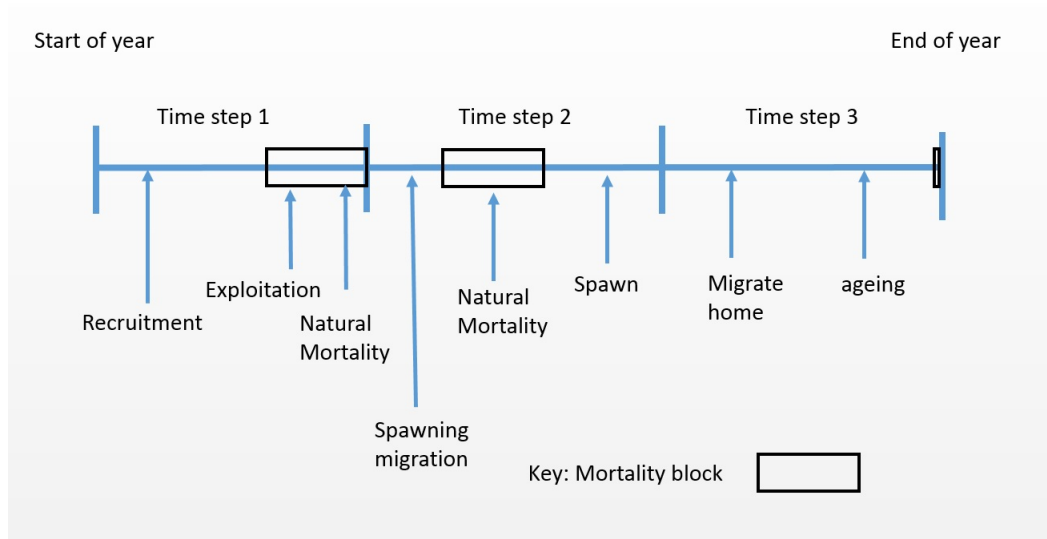 Start of year
End of year
Time step 1
Time step 2
Time step 3
Recruitment
Exploitation
Natural
Mortality
Spawning
migration
Natural
Mortality
Spawn
Migrate
home
ageing
Key: Mortality block